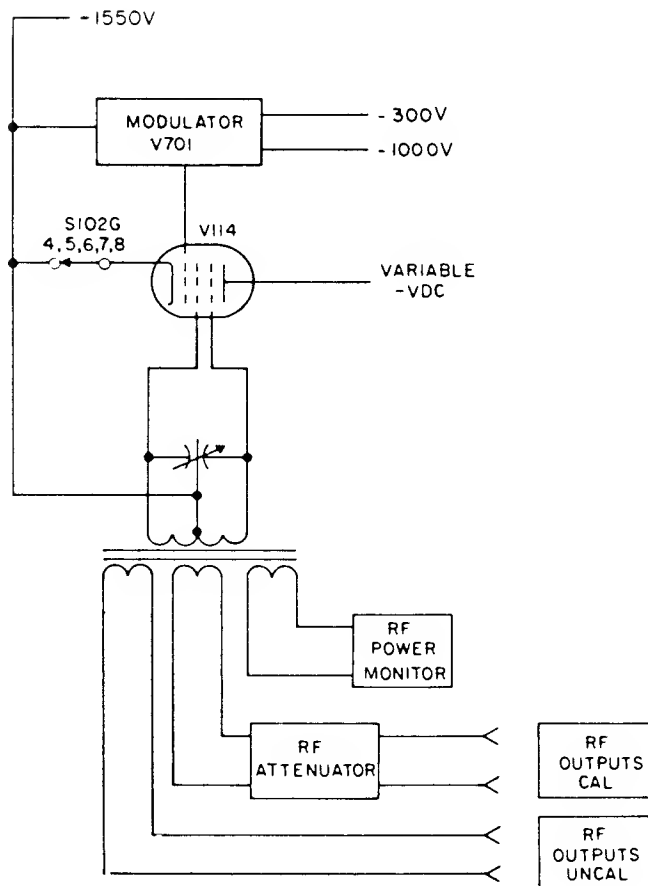 -1550V
MODULATOR
V701
-300V
-1000V
S102G
4,5,6,7,8
V114
VARIABLE
-VDC
RF
POWER
MONITOR
RF
ATTENUATOR
RF
OUTPUTS
CAL
RF
OUTPUTS
UNCAL